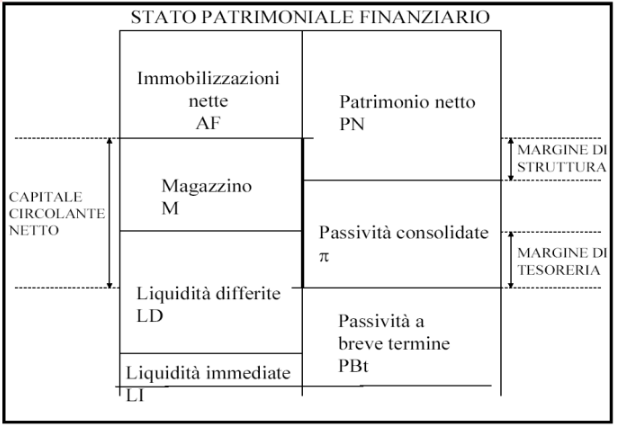 STATO PATRIMONIALE FINANZIARIO
Immobilizzazioni
nette
AF
Magazzino
M
Liquidità differite
LD
Liquidità immediate
LI
Patrimonio netto
PN
Passività consolidate
π
Passività a
breve termine
PBt
CAPITALE
CIRCOLANTE
NETTO
MARGINE DI
STRUTTURA
MARGINE DI
TESORERIA